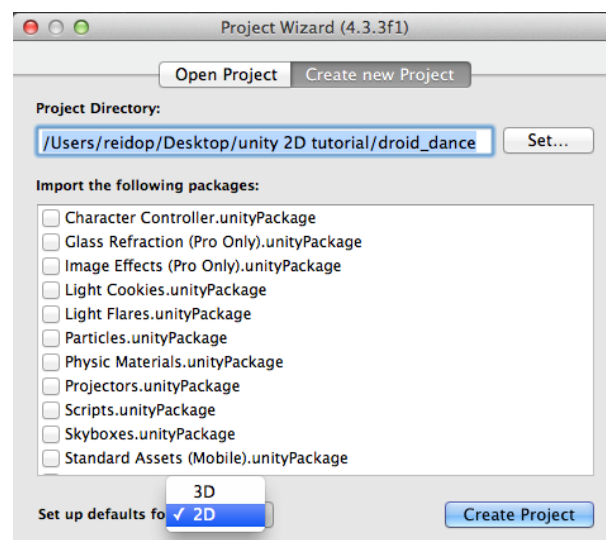 Project Wizard (4.3.3f1)
Open Project Create new Project
Project Directory:
/Users/reidop/Desktop/unity 2D tutorial/droid_dance Set...
Import the following packages:
Character Controller.unityPackage
Glass Refraction (Pro Only).unityPackage
Image Effects (Pro Only).unityPackage
Light Cookies.unityPackage
Light Flares.unityPackage
Particles.unityPackage
Physic Materials.unityPackage
Projectors.unityPackage
Scripts.unityPackage
Skyboxes.unityPackage
Standard Assets (Mobile).unityPackage
3D
Set up defaults fo ✓ 2D Create Project